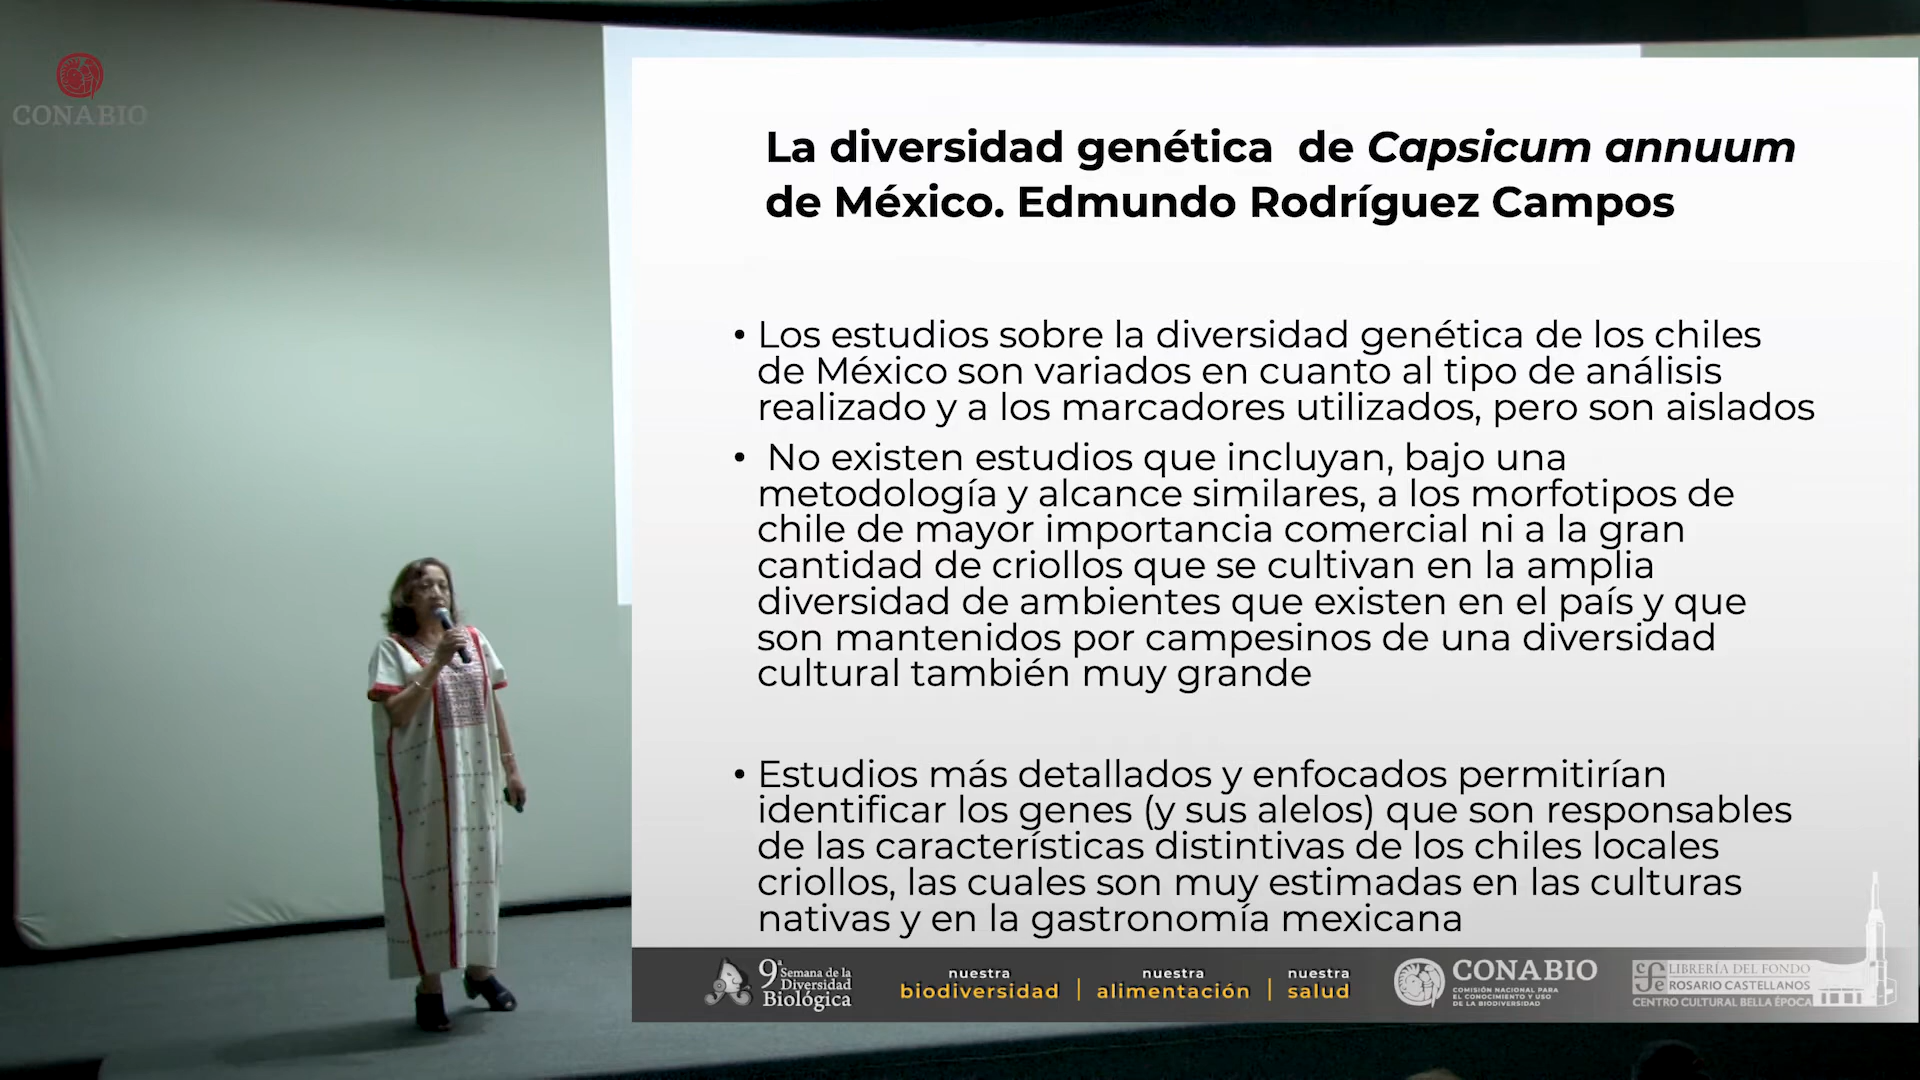 CONABIO
La diversidad genética de Capsicum annuum
de México. Edmundo Rodríguez Campos
• Los estudios sobre la diversidad genética de los chiles
de México son variados en cuanto al tipo de análisis
realizado y a los marcadores utilizados, pero son aislados
• No existen estudios que incluyan, bajo una
metodología y alcance similares, a los morfotipos de
chile de mayor importancia comercial ni a la gran
cantidad de criollos que se cultivan en la amplia
diversidad de ambientes que existen en el país y que
son mantenidos por campesinos de una diversidad
cultural también muy grande
• Estudios más detallados y enfocados permitirían
identificar los genes (y sus alelos) que son responsables
de las características distintivas de los chiles locales
criollos, las cuales son muy estimadas en las culturas
nativas y en la gastronomía mexicana
9a Semana de la
Diversidad
Biológica
nuestra
biodiversidad
nuestra
alimentación
nuestra
salud
CONABIO
COMISIÓN NACIONAL PARA
EL CONOCIMIENTO Y USO
DE LA BIODIVERSIDAD
sfce
LIBRERÍA DEL FONDO
ROSARIO CASTELLANOS
CENTRO CULTURAL BELLA ÉPOCA